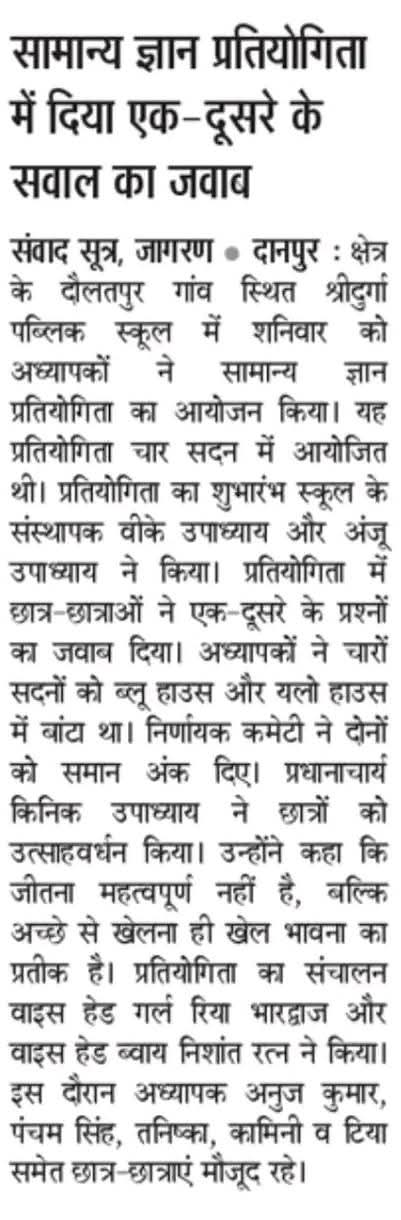 सामान्य ज्ञान प्रतियोगिता
में दिया एक-दूसरे के
सवाल का जवाब
संवाद सूत्र, जागरण ● दानपुर : क्षेत्र
के दौलतपुर गांव स्थित श्रीदुर्गा
पब्लिक स्कूल में शनिवार को
अध्यापकों ने सामान्य ज्ञान
प्रतियोगिता का आयोजन किया। यह
प्रतियोगिता चार सदन में आयोजित
थी। प्रतियोगिता का शुभारंभ स्कूल के
संस्थापक वीके उपाध्याय और अंजू
उपाध्याय ने किया। प्रतियोगिता में
छात्र-छात्राओं ने एक-दूसरे के प्रश्नों
का जवाब दिया। अध्यापकों ने चारों
सदनों को ब्लू हाउस और यलो हाउस
में बांटा था। निर्णायक कमेटी ने दोनों
को समान अंक दिए। प्रधानाचार्य
किनिक उपाध्याय ने छात्रों को
उत्साहवर्धन किया। उन्होंने कहा कि
जीतना महत्वपूर्ण नहीं है, बल्कि
अच्छे से खेलना ही खेल भावना का
प्रतीक है। प्रतियोगिता का संचालन
वाइस हेड गर्ल रिया भारद्वाज और
वाइस हेड ब्वाय निशांत रत्न ने किया।
इस दौरान अध्यापक अनुज कुमार,
पंचम सिंह, तनिष्का, कामिनी व टिया
समेत छात्र-छात्राएं मौजूद रहे।